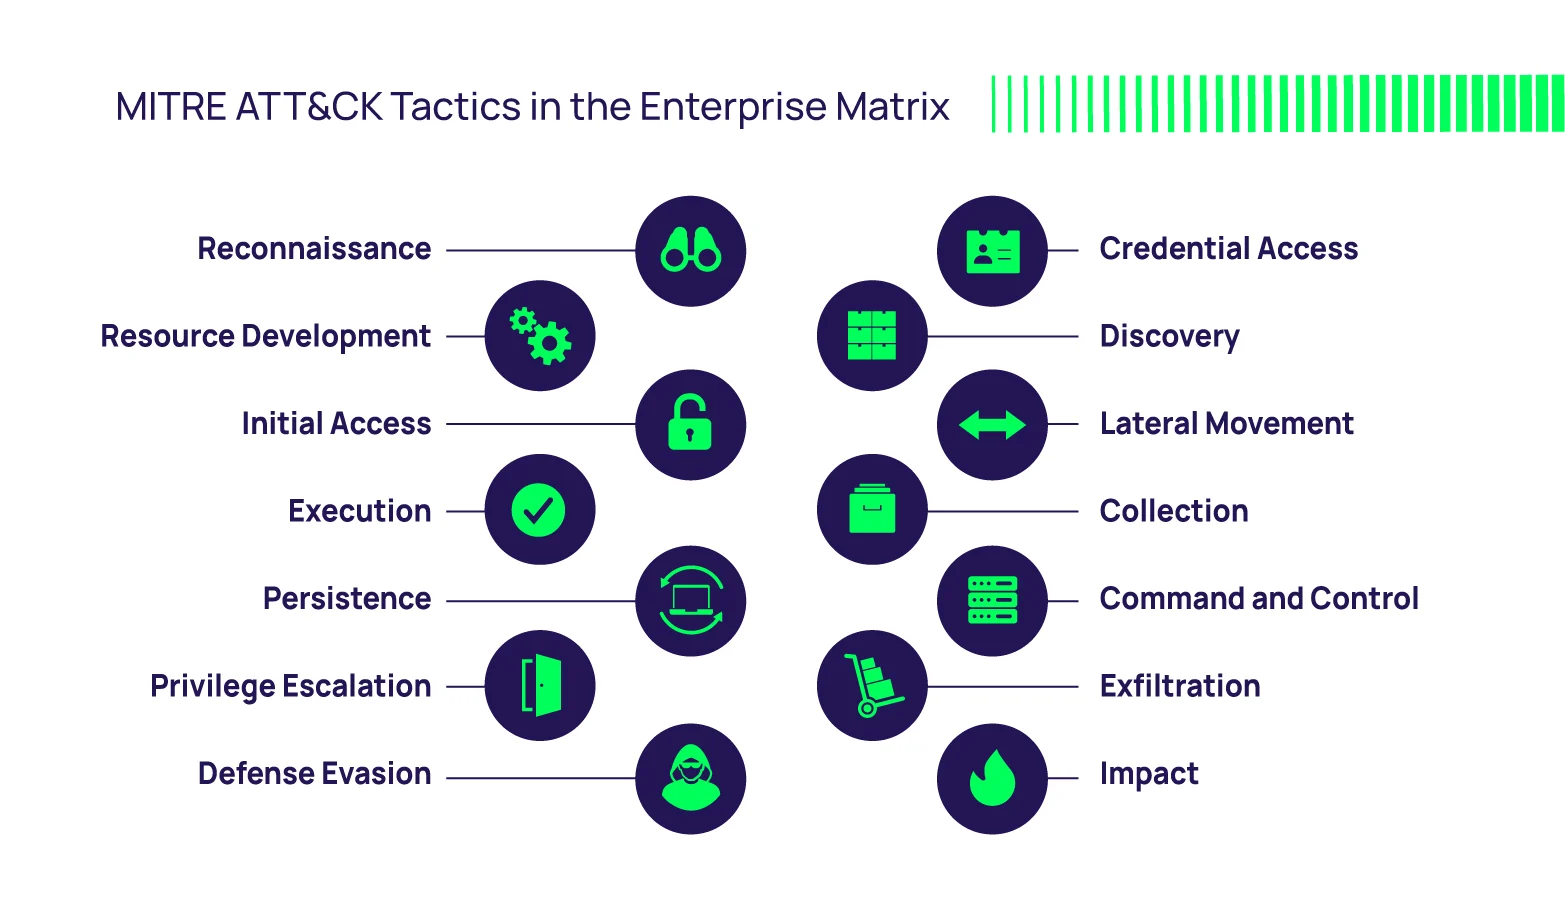 MITRE ATT&CK Tactics in the Enterprise Matrix
Reconnaissance
Resource Development
Initial Access
Execution
Persistence
Privilege Escalation
Defense Evasion
Credential Access
Discovery
Lateral Movement
Collection
Command and Control
Exfiltration
Impact